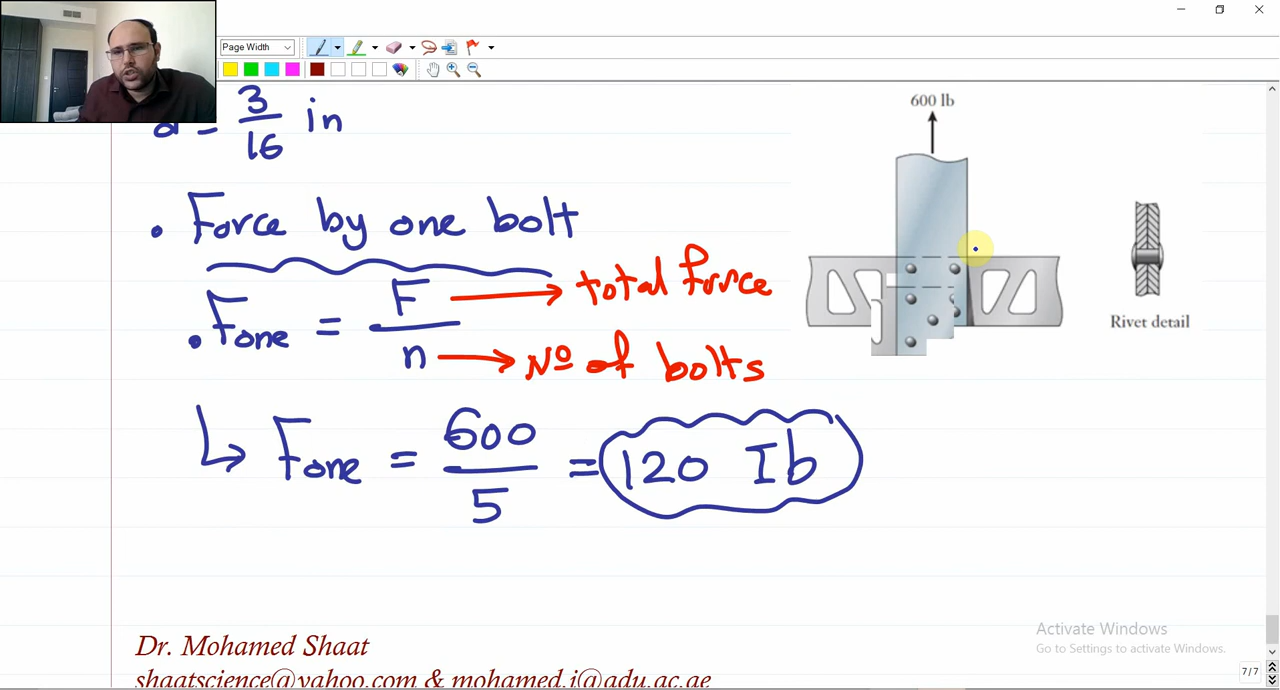 Page Width
600 lb
d = 3/16 in
. Force by one bolt
. Fone = F/n
→ total force
→ No of bolts
↳ Fone = 600/5 = 120 Ib
Rivet detail
Activate Windows
Go to Settings to activate Windows.
Dr. Mohamed Shaat
shaatscience@yahoo.com & mohamed.i@adu.ac.ae
7/7